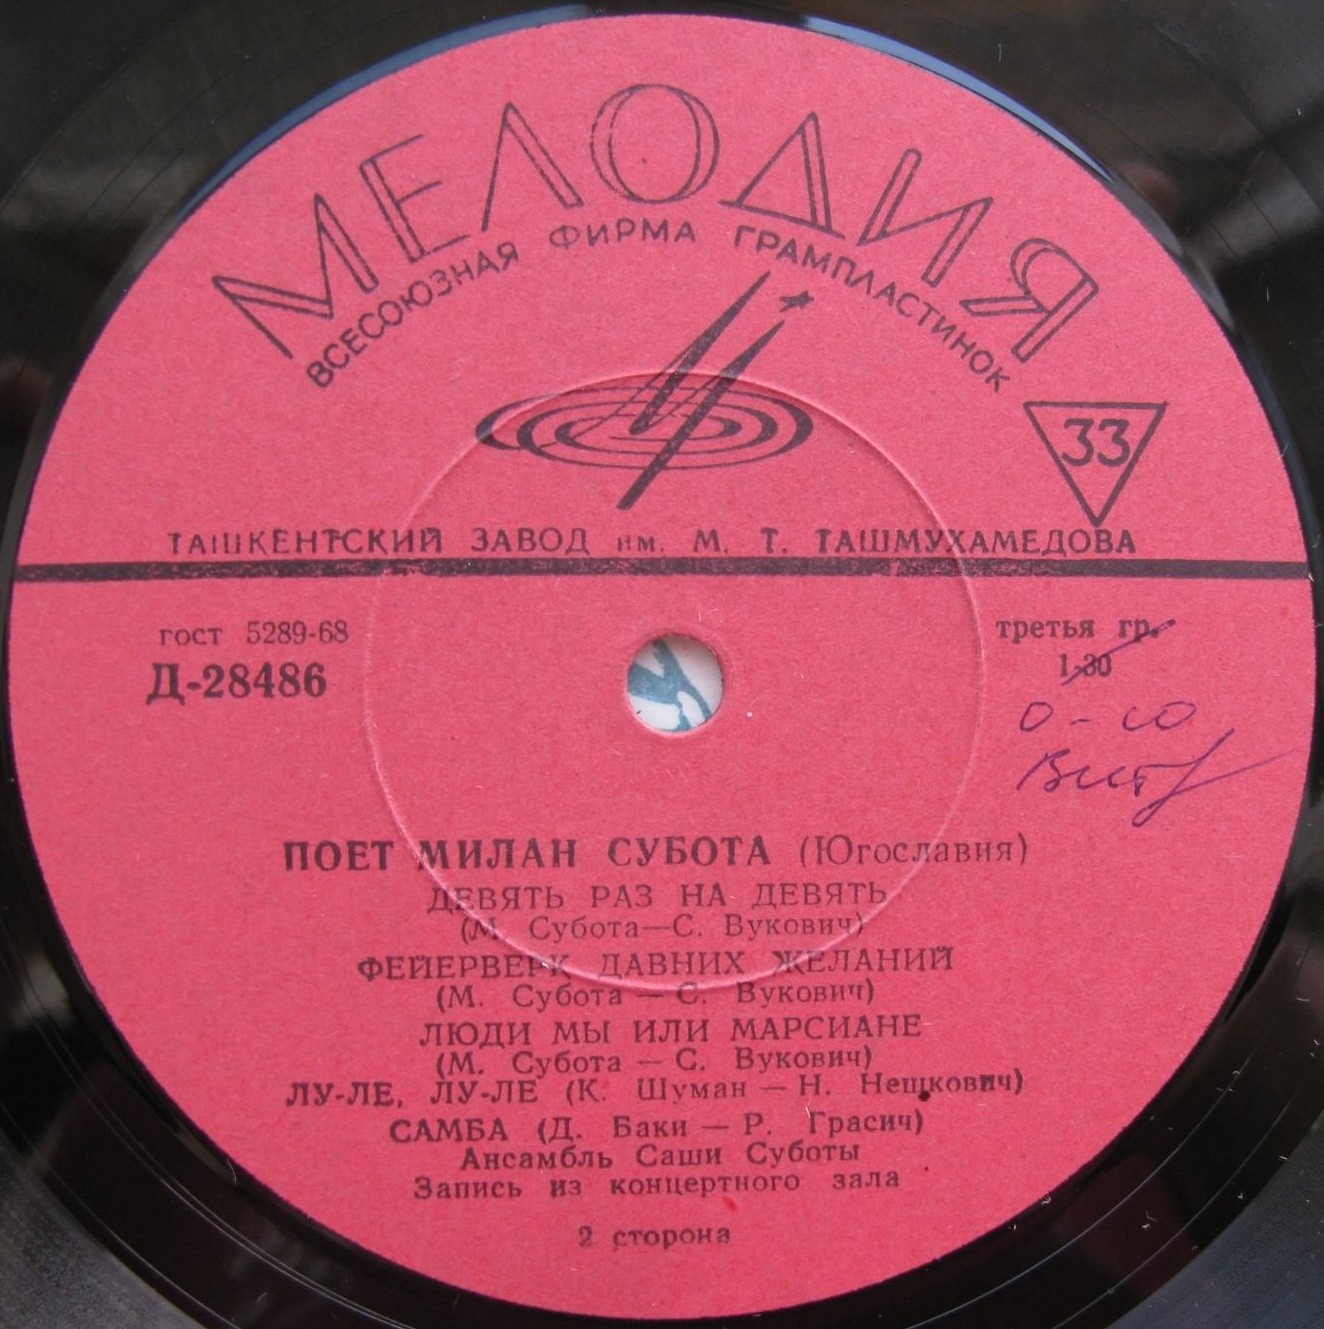 МЕЛОДИЯ
ВСЕСОЮЗНАЯ ФИРМА ГРАМПЛАСТИНОК
33
ТАШКЕНТСКИЙ ЗАВОД им. М. Т. ТАШМУХАМЕДОВА
гост 5289-68
Д-28486
третья гр.
1-30
0-10
ПОЕТ МИЛАН СУБОТА (Югославия)
ДЕВЯТЬ РАЗ НА ДЕВЯТЬ
(М. Субота—С. Вукович)
ФЕЙЕРВЕРК ДАВНИХ ЖЕЛАНИЙ
(М. Субота — С. Вукович)
ЛЮДИ МЫ ИЛИ МАРСИАНЕ
(М. Субота — С. Вукович)
ЛУ-ЛЕ, ЛУ-ЛЕ (К. Шуман — Н. Нешкович)
САМБА (Д. Баки — Р. Грасич)
Ансамбль Саши Суботы
Запись из концертного зала
2 сторона